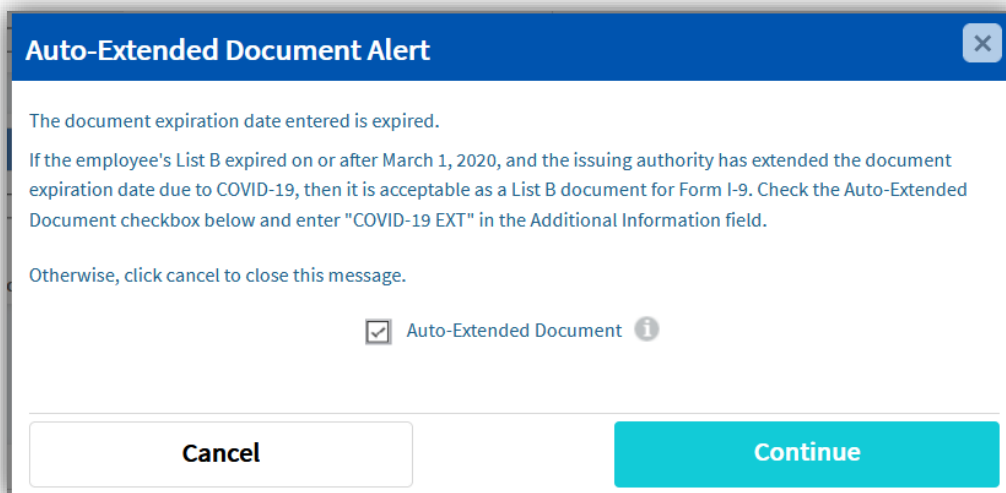 Auto-Extended Document Alert
The document expiration date entered is expired.
If the employee's List B expired on or after March 1, 2020, and the issuing authority has extended the document
expiration date due to COVID-19, then it is acceptable as a List B document for Form I-9. Check the Auto-Extended
Document checkbox below and enter "COVID-19 EXT" in the Additional Information field.
Otherwise, click cancel to close this message.
Auto-Extended Document
Cancel
Continue